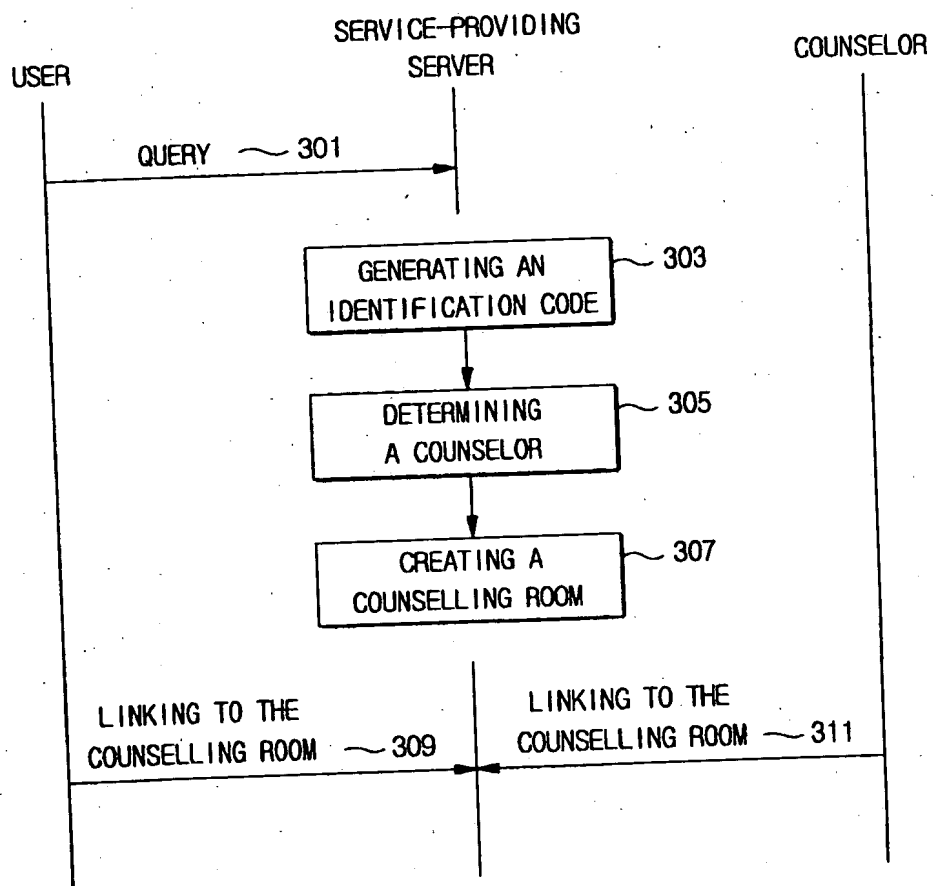 SERVICE-PROVIDING
SERVER
USER
COUNSELOR
QUERY 301
GENERATING AN
IDENTIFICATION CODE
303
DETERMINING
A COUNSELOR
305
CREATING A
COUNSELLING ROOM
307
LINKING TO THE
COUNSELLING ROOM 309
LINKING TO THE
COUNSELLING ROOM 311